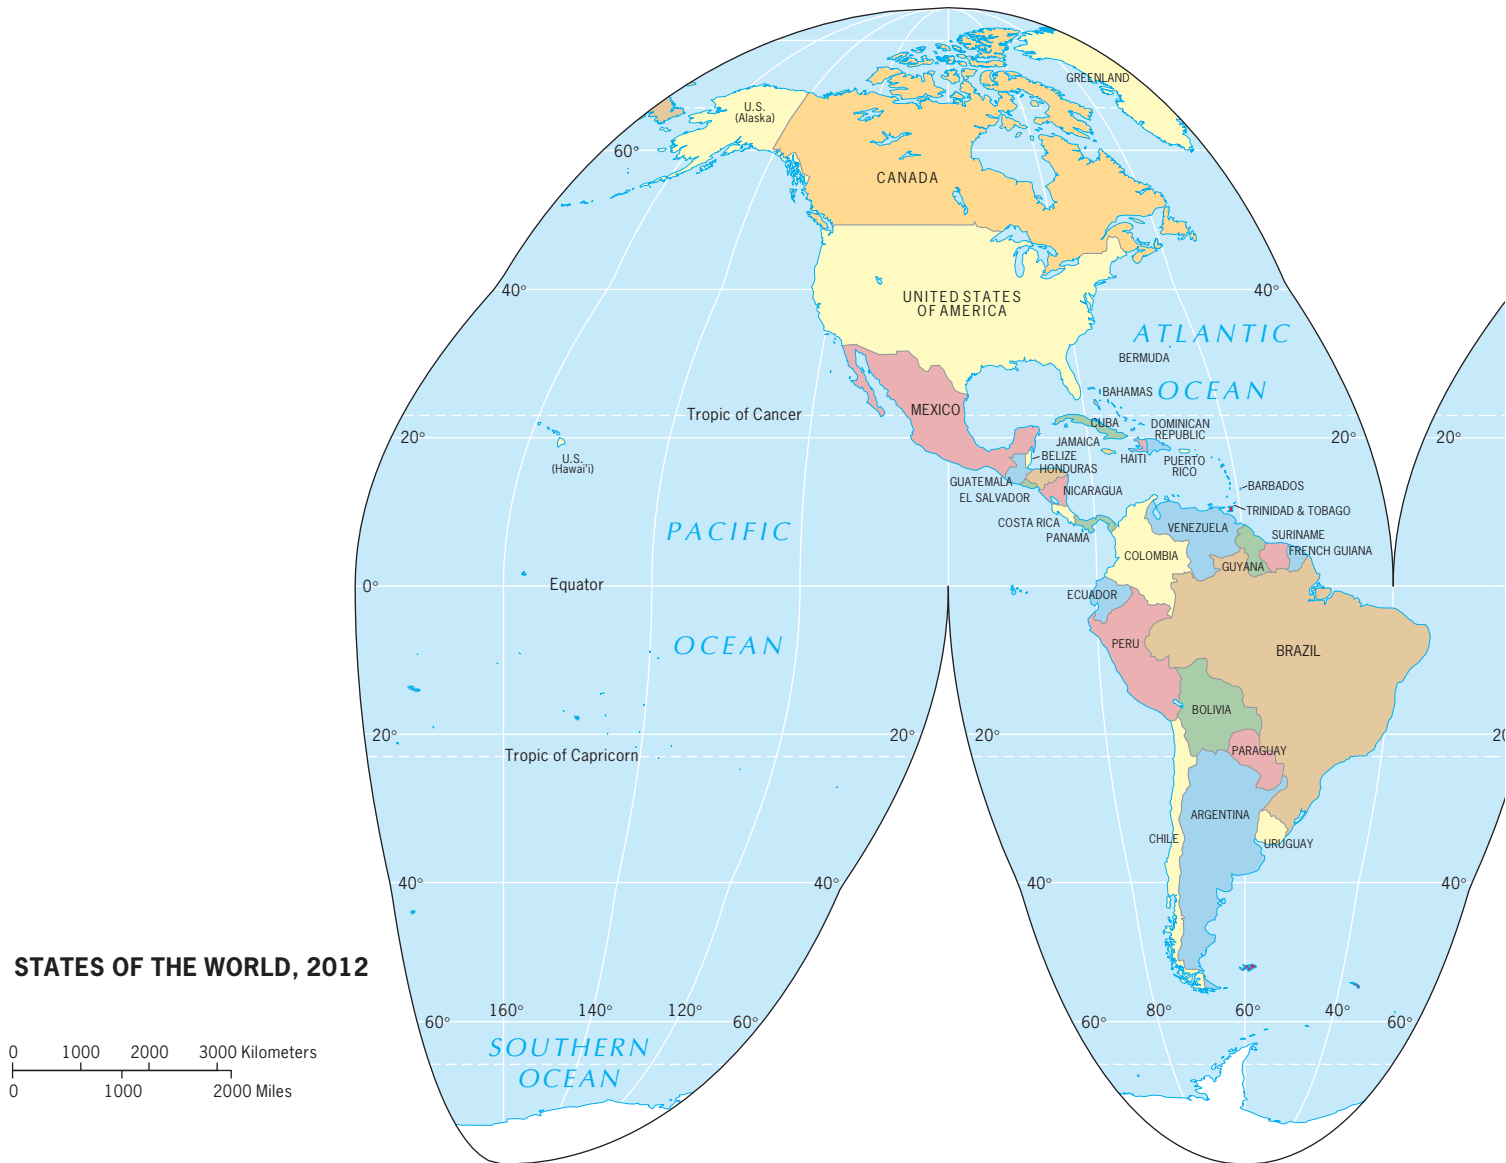 GREENLAND
U.S.
(Alaska)
60°
CANADA
40°
UNITED STATES
OF AMERICA
40°
ATLANTIC
BERMUDA
OCEAN
BAHAMAS
Tropic of Cancer
MEXICO
CUBA
DOMINICAN
REPUBLIC
20°
20°
20°
JAMAICA
HAITI
PUERTO
RICO
U.S.
(Hawai'i)
BELIZE
HONDURAS
GUATEMALA
NICARAGUA
EL SALVADOR
BARBADOS
TRINIDAD & TOBAGO
COSTA RICA
PANAMA
VENEZUELA
SURINAME
FRENCH GUIANA
PACIFIC
COLOMBIA
GUYANA
0°
Equator
ECUADOR
OCEAN
PERU
BRAZIL
BOLIVIA
20°
20°
20°
20
Tropic of Capricorn
PARAGUAY
ARGENTINA
CHILE
URUGUAY
40°
40°
40°
40°
STATES OF THE WORLD, 2012
60°
160°
140°
120°
60°
60°
80°
60°
40°
60°
SOUTHERN
OCEAN
0 1000 2000 3000 Kilometers
0 1000 2000 Miles